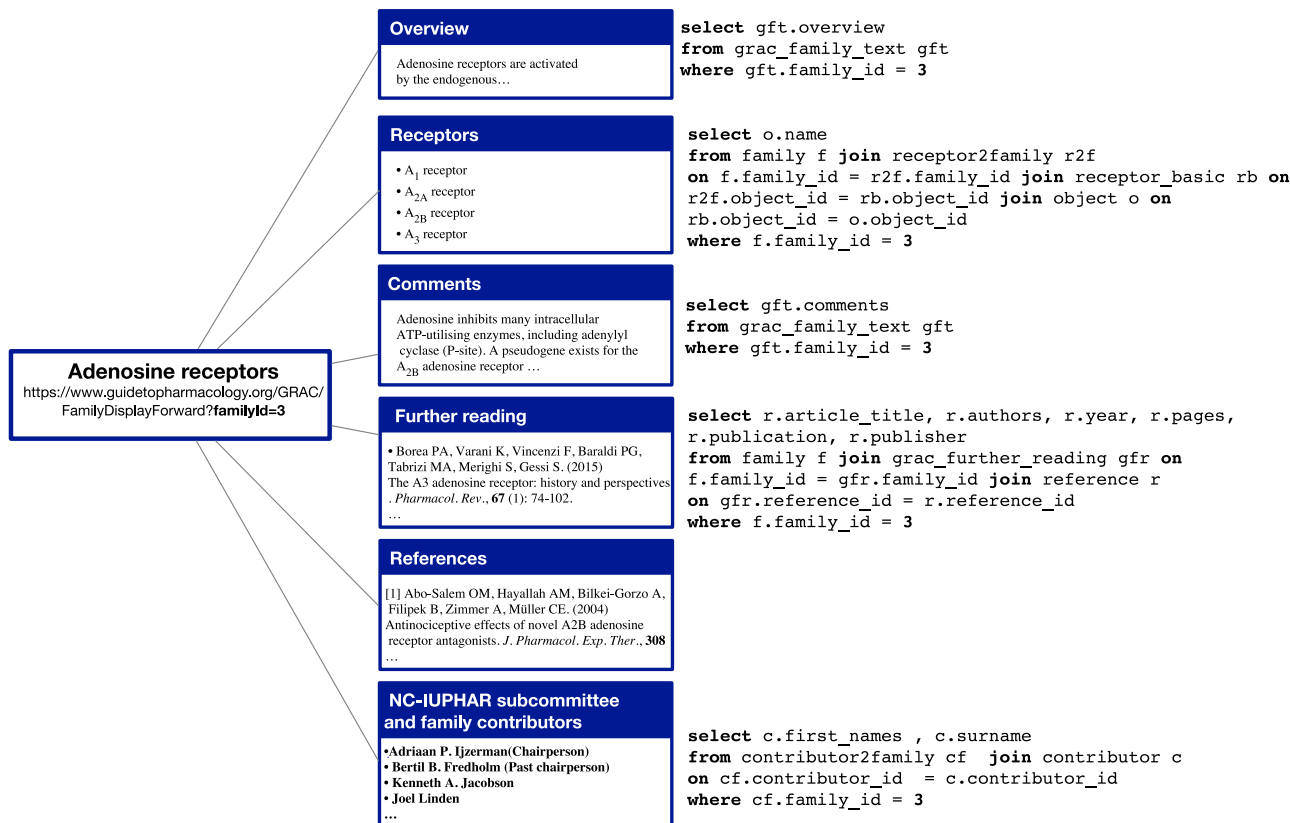 Overview
Adenosine receptors are activated
by the endogenous…
select gft.overview
from grac_family_text gft
where gft.family_id = 3
Receptors
• A1 receptor
• A2A receptor
• A2B receptor
• A3 receptor
select o.name
from family f join receptor2family r2f
on f.family_id = r2f.family_id join receptor_basic rb on
r2f.object_id = rb.object_id join object o on
rb.object_id = o.object_id
where f.family_id = 3
Comments
Adenosine inhibits many intracellular
ATP-utilising enzymes, including adenylyl
cyclase (P-site). A pseudogene exists for the
A2B adenosine receptor …
select gft.comments
from grac_family_text gft
where gft.family_id = 3
Adenosine receptors
https://www.guidetopharmacology.org/GRAC/
FamilyDisplayForward?familyId=3
Further reading
• Borea PA, Varani K, Vincenzi F, Baraldi PG,
Tabrizi MA, Merighi S, Gessi S. (2015)
The A3 adenosine receptor: history and perspectives
. Pharmacol. Rev., 67 (1): 74-102.
…
select r.article_title, r.authors, r.year, r.pages,
r.publication, r.publisher
from family f join grac_further_reading gfr on
f.family_id = gfr.family_id join reference r
on gfr.reference_id = r.reference_id
where f.family_id = 3
References
[1] Abo-Salem OM, Hayallah AM, Bilkei-Gorzo A,
Filipek B, Zimmer A, Müller CE. (2004)
Antinociceptive effects of novel A2B adenosine
receptor antagonists. J. Pharmacol. Exp. Ther., 308
…
NC-IUPHAR subcommittee
and family contributors
•Adriaan P. Ijzerman(Chairperson)
• Bertil B. Fredholm (Past chairperson)
• Kenneth A. Jacobson
• Joel Linden
…
select c.first_names , c.surname
from contributor2family cf  join contributor c
on cf.contributor_id  = c.contributor_id
where cf.family_id = 3